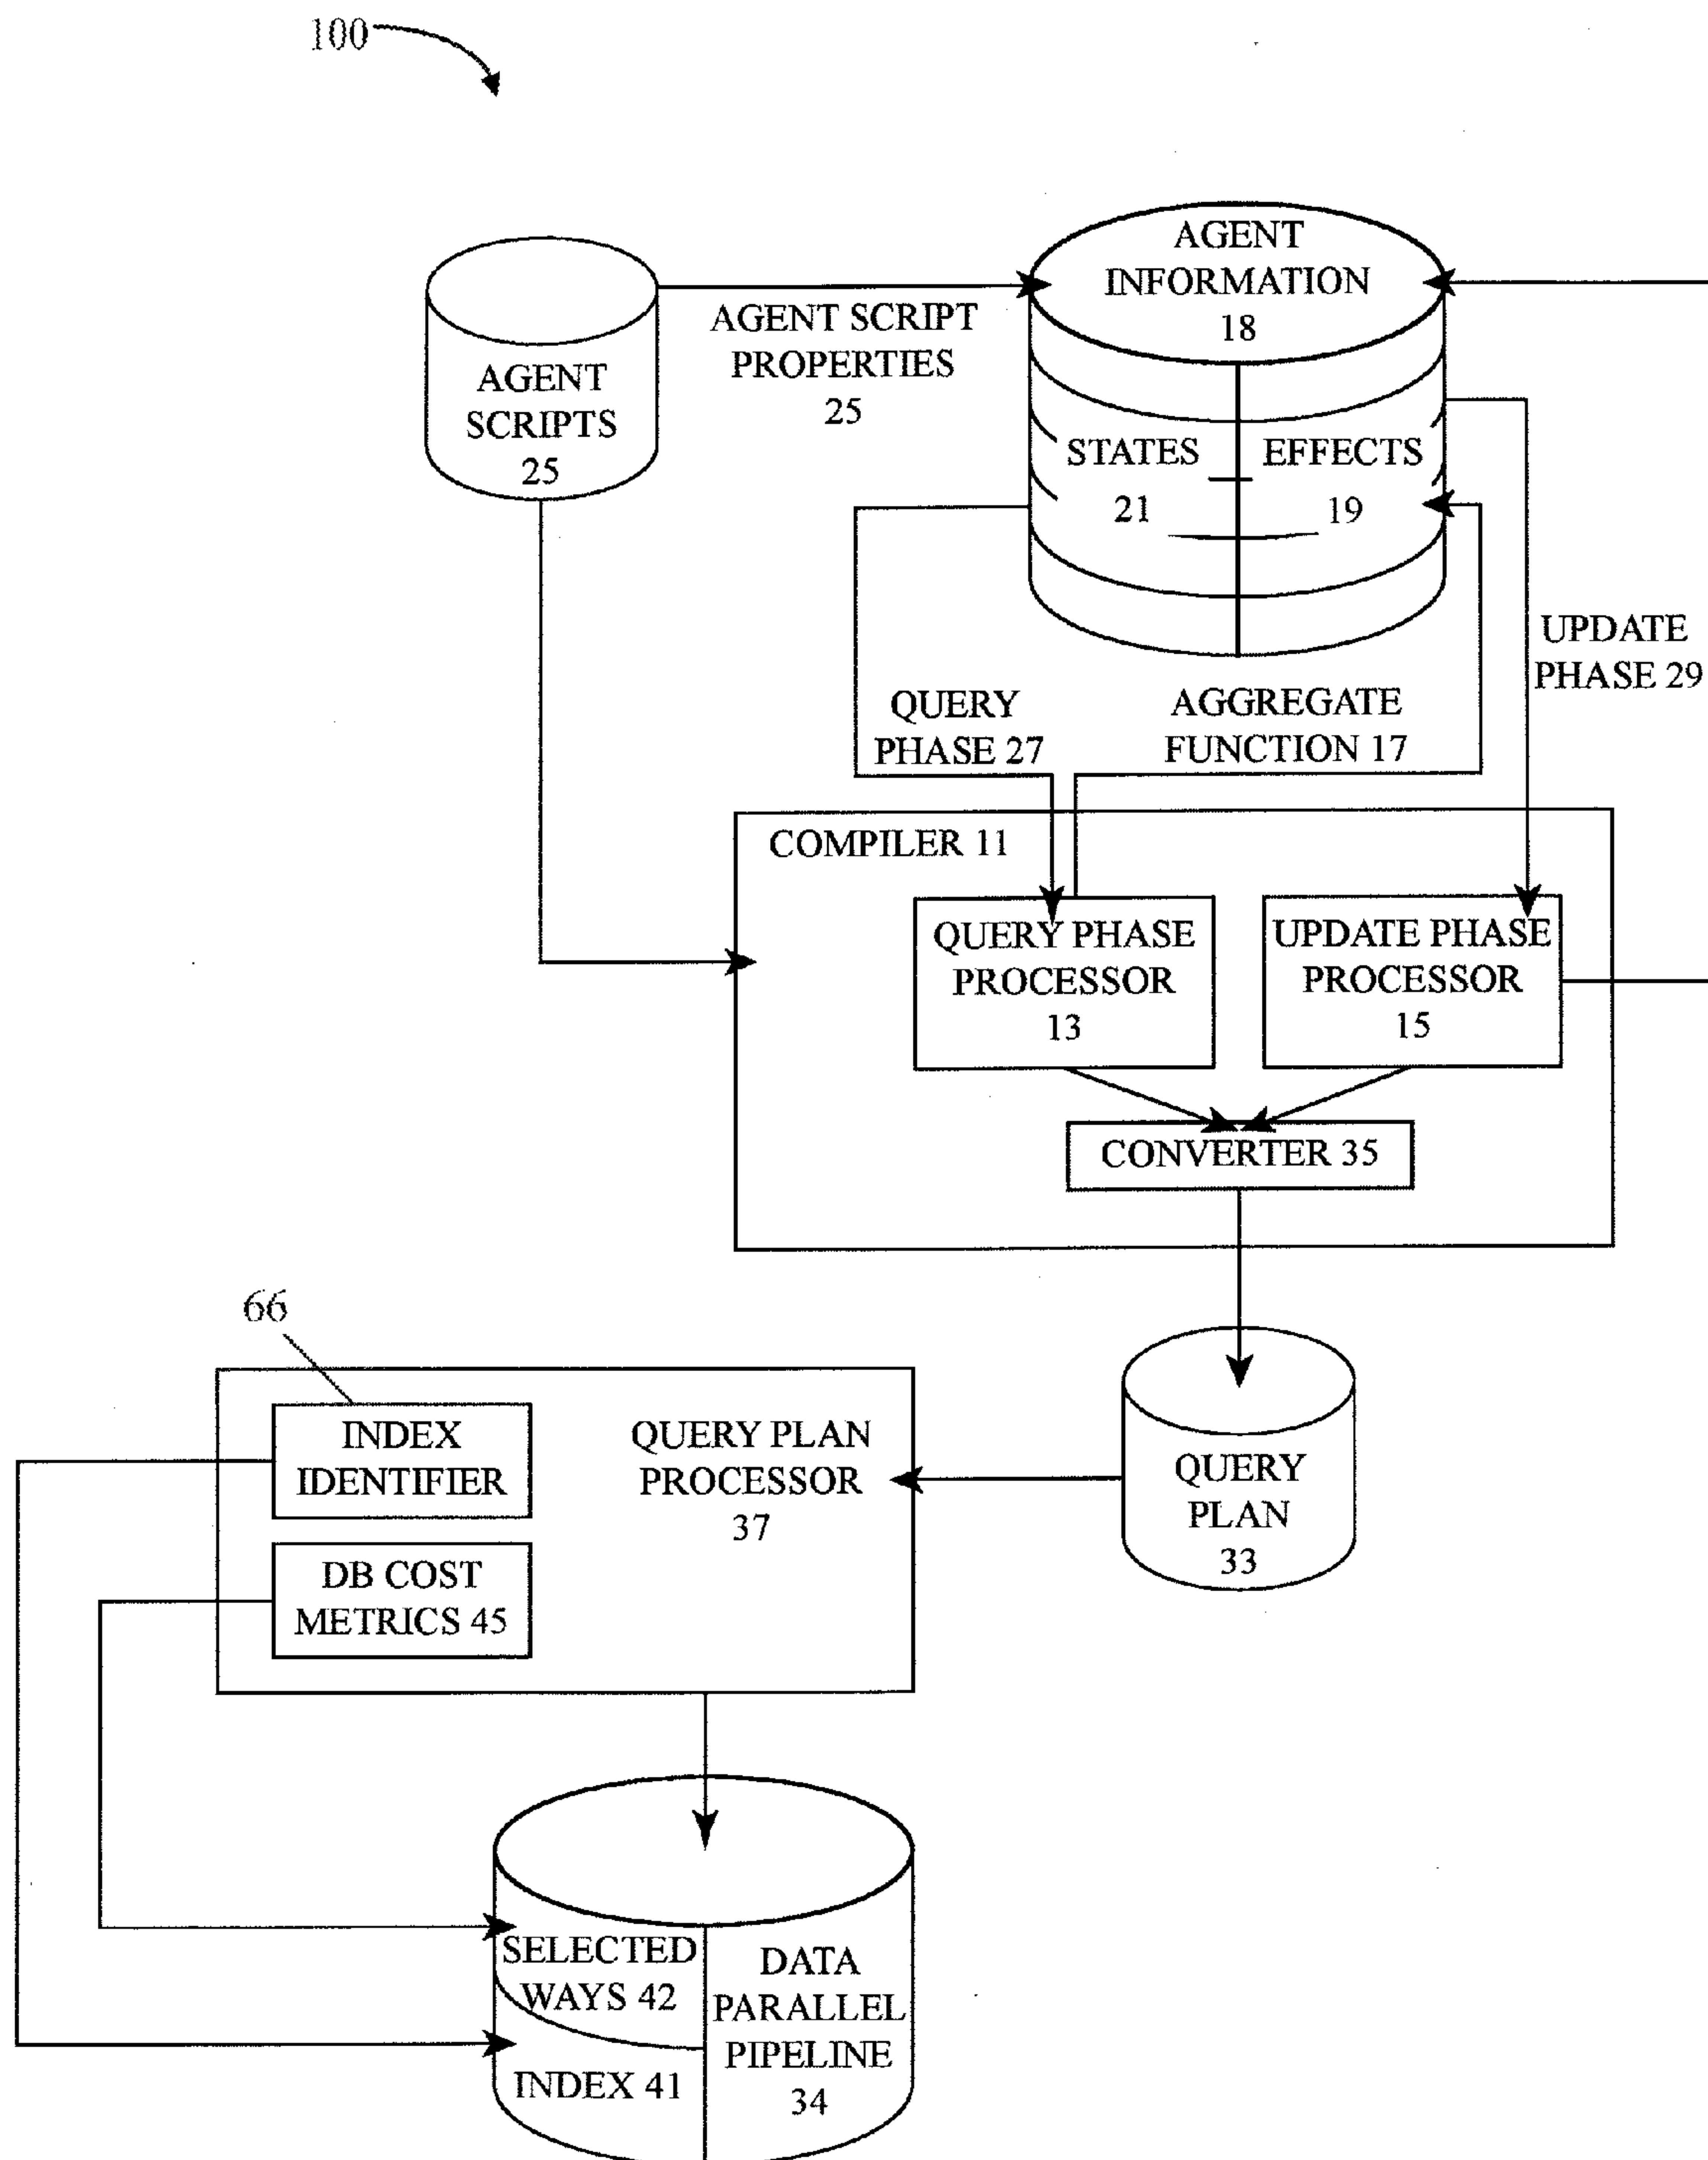 100
AGENT
INFORMATION
18
AGENT SCRIPT
PROPERTIES
25
AGENT
SCRIPTS
25
STATES
21
EFFECTS
19
UPDATE
PHASE 29
QUERY
PHASE 27
AGGREGATE
FUNCTION 17
COMPILER 11
QUERY PHASE
PROCESSOR
13
UPDATE PHASE
PROCESSOR
15
CONVERTER 35
66
INDEX
IDENTIFIER
QUERY PLAN
PROCESSOR
37
QUERY
PLAN
33
DB COST
METRICS 45
SELECTED
WAYS 42
DATA
PARALLEL
PIPELINE
34
INDEX 41